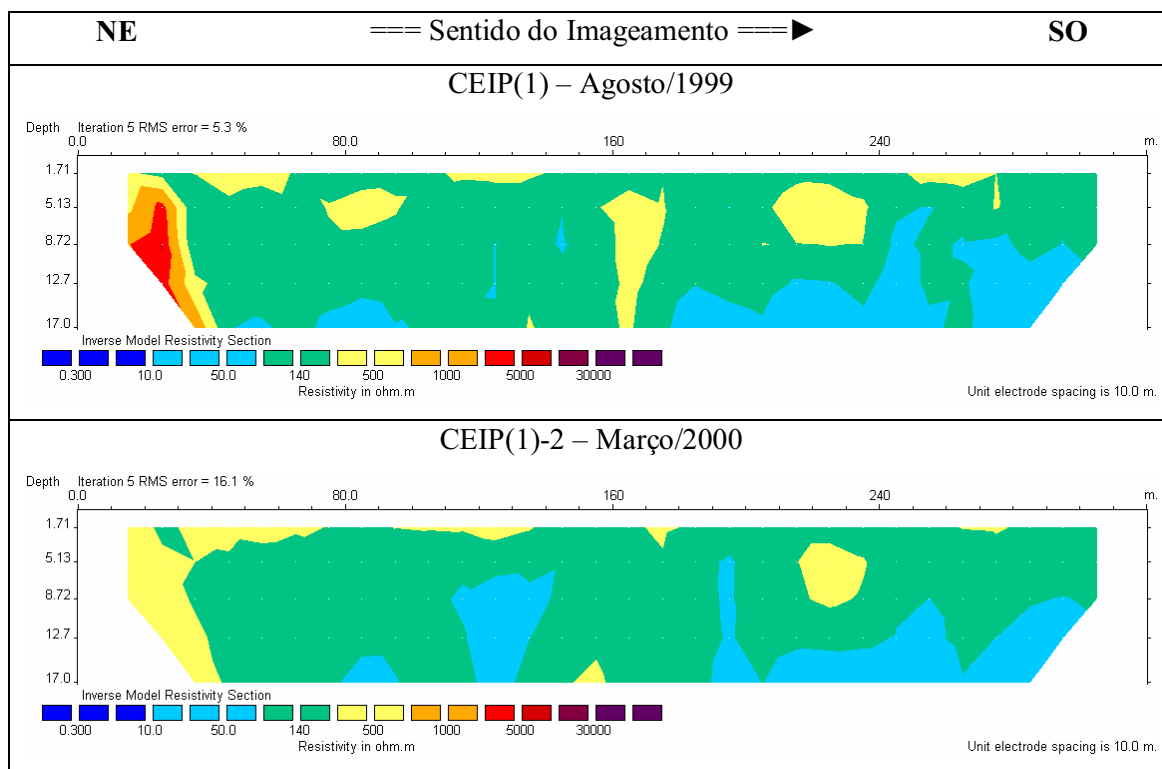 NE === Sentido do Imageamento ===► SO
CEIP(1) – Agosto/1999
Depth Iteration 5 RMS error = 5.3 %
0.0 80.0 160 240 m.
1.71
5.13
8.72
12.7
17.0
Inverse Model Resistivity Section
0.300 10.0 50.0 140 500 1000 5000 30000
Resistivity in ohm.m Unit electrode spacing is 10.0 m.
CEIP(1)-2 – Março/2000
Depth Iteration 5 RMS error = 16.1 %
0.0 80.0 160 240 m.
1.71
5.13
8.72
12.7
17.0
Inverse Model Resistivity Section
0.300 10.0 50.0 140 500 1000 5000 30000
Resistivity in ohm.m Unit electrode spacing is 10.0 m.